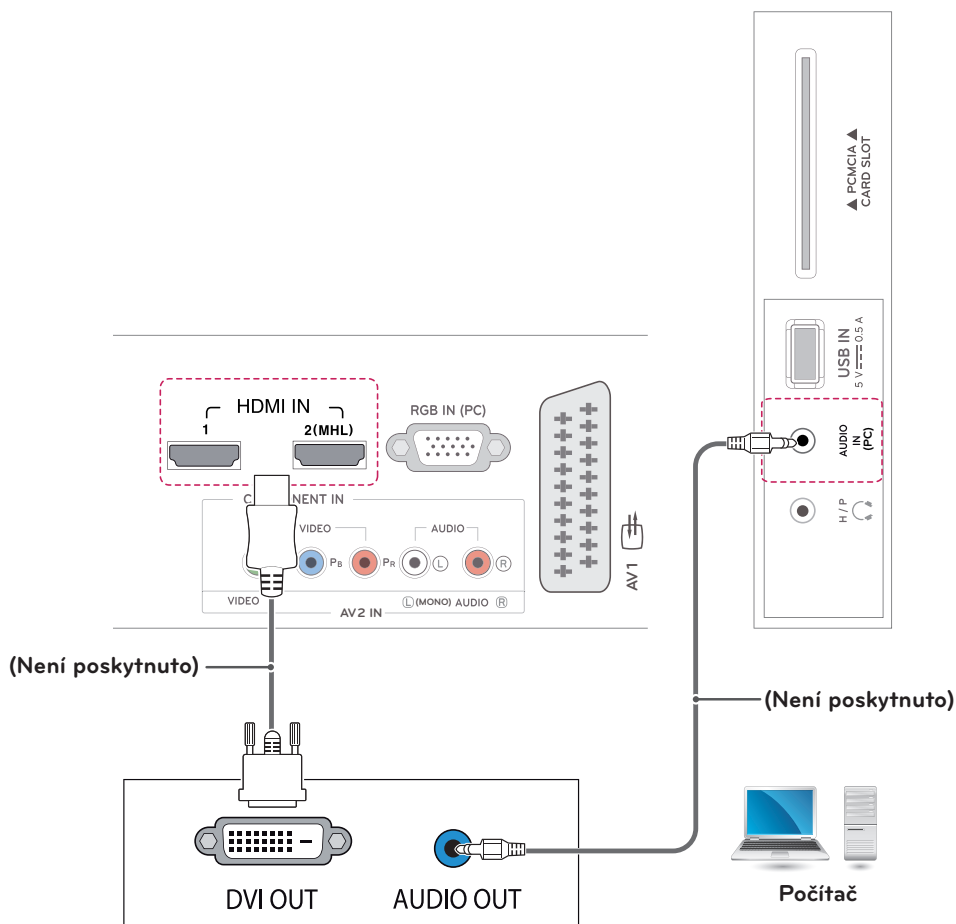 ▲ PCMCIA ▲
CARD SLOT
USB IN
5 V 0.5 A
AUDIO
IN
(PC)
H / P
HDMI IN
1
2(MHL)
RGB IN (PC)
C NENT IN
VIDEO
AUDIO
PB
PR
L
R
VIDEO
L (MONO) AUDIO R
AV2 IN
AV1
(Není poskytnuto)
(Není poskytnuto)
DVI OUT
AUDIO OUT
Počítač